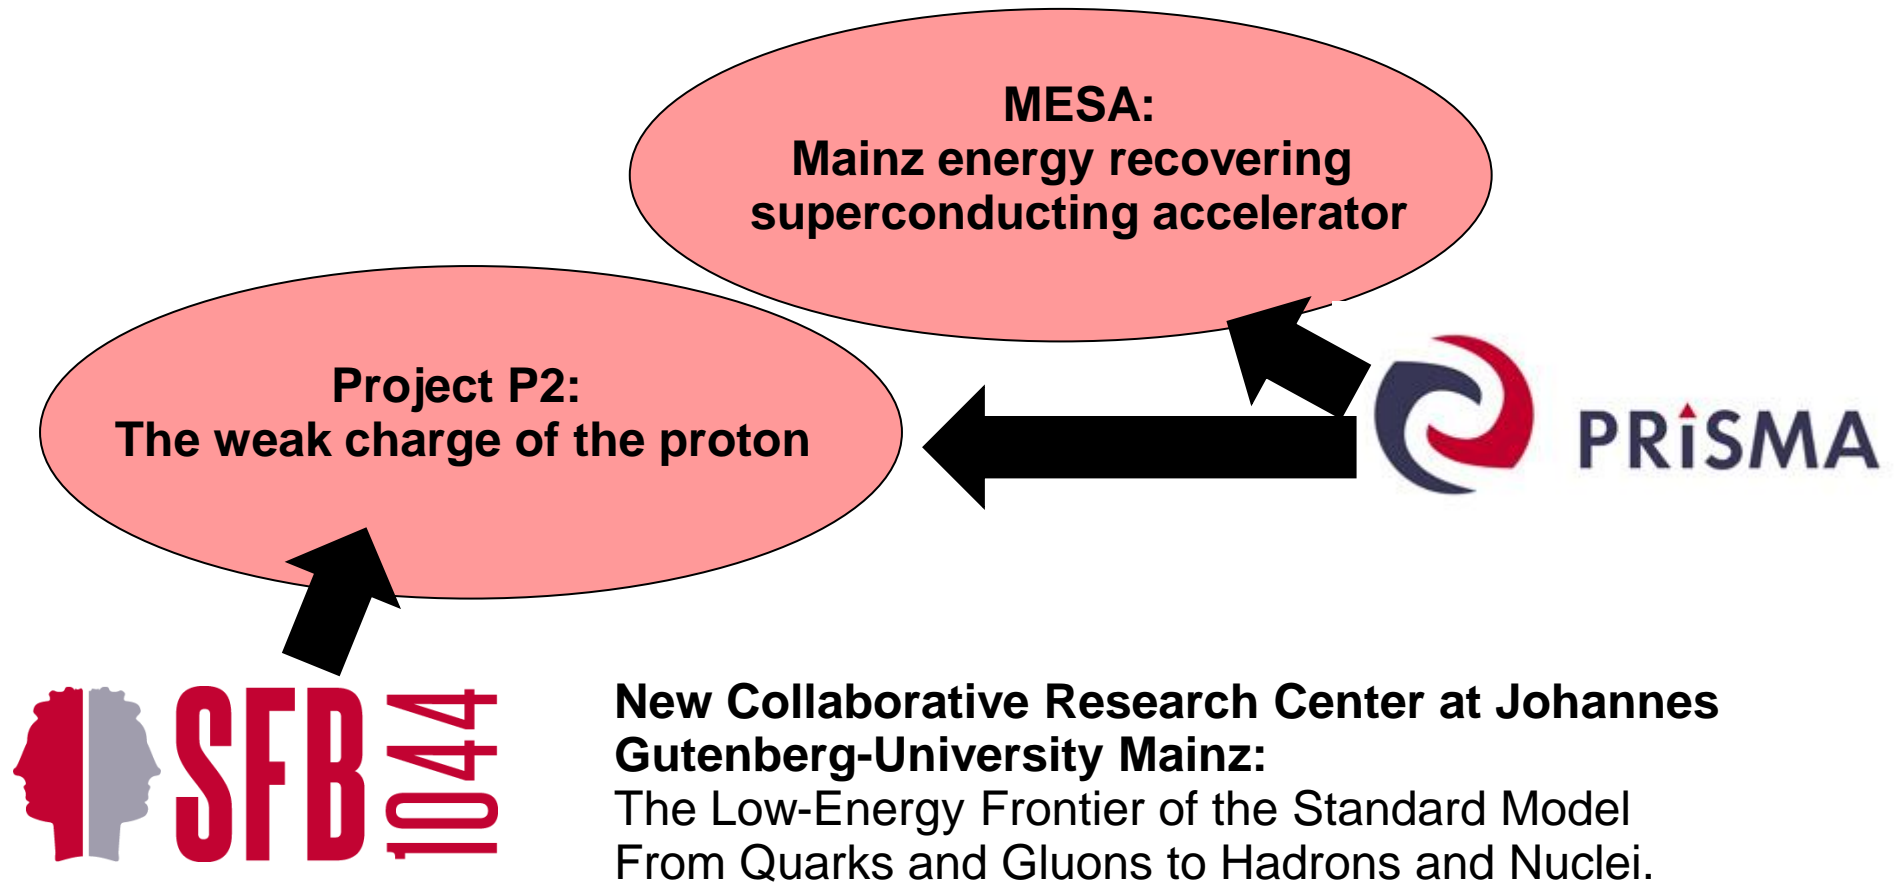 MESA:
Mainz energy recovering
superconducting accelerator
Project P2:
The weak charge of the proton
PRiSMA
SFB 1044
New Collaborative Research Center at Johannes
Gutenberg-University Mainz:
The Low-Energy Frontier of the Standard Model
From Quarks and Gluons to Hadrons and Nuclei.